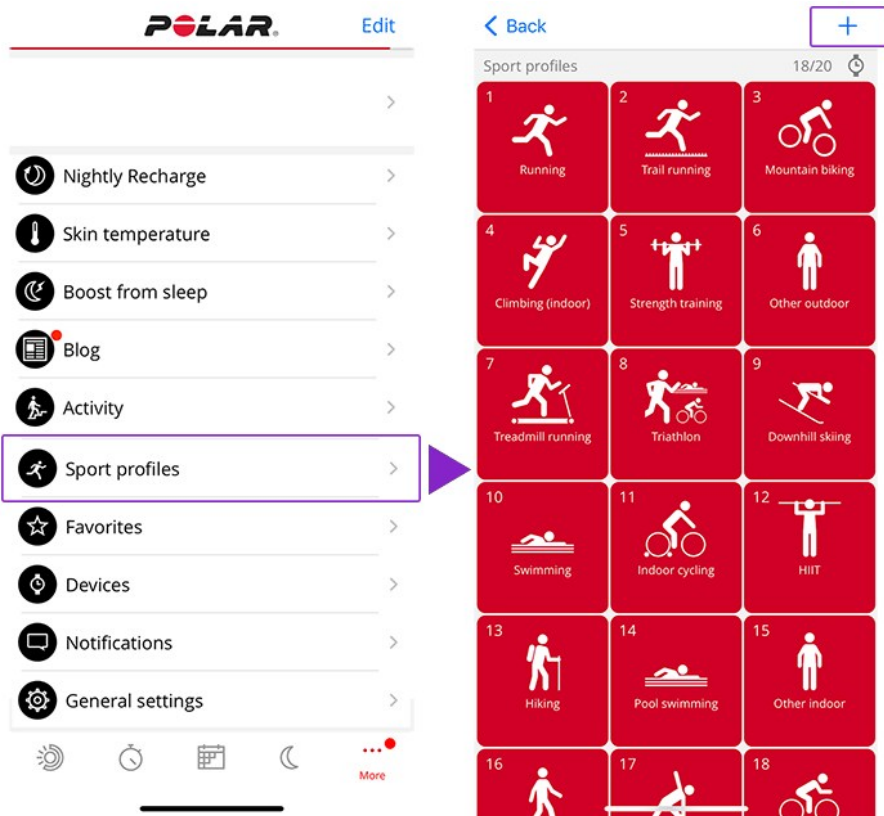 POLAR.
Edit
Nightly Recharge
Skin temperature
Boost from sleep
Blog
Activity
Sport profiles
Favorites
Devices
Notifications
General settings
More
Back
+
Sport profiles
18/20
1
Running
2
Trail running
3
Mountain biking
4
Climbing (indoor)
5
Strength training
6
Other outdoor
7
Treadmill running
8
Triathlon
9
Downhill skiing
10
Swimming
11
Indoor cycling
12
HIIT
13
Hiking
14
Pool swimming
15
Other indoor
16
17
18